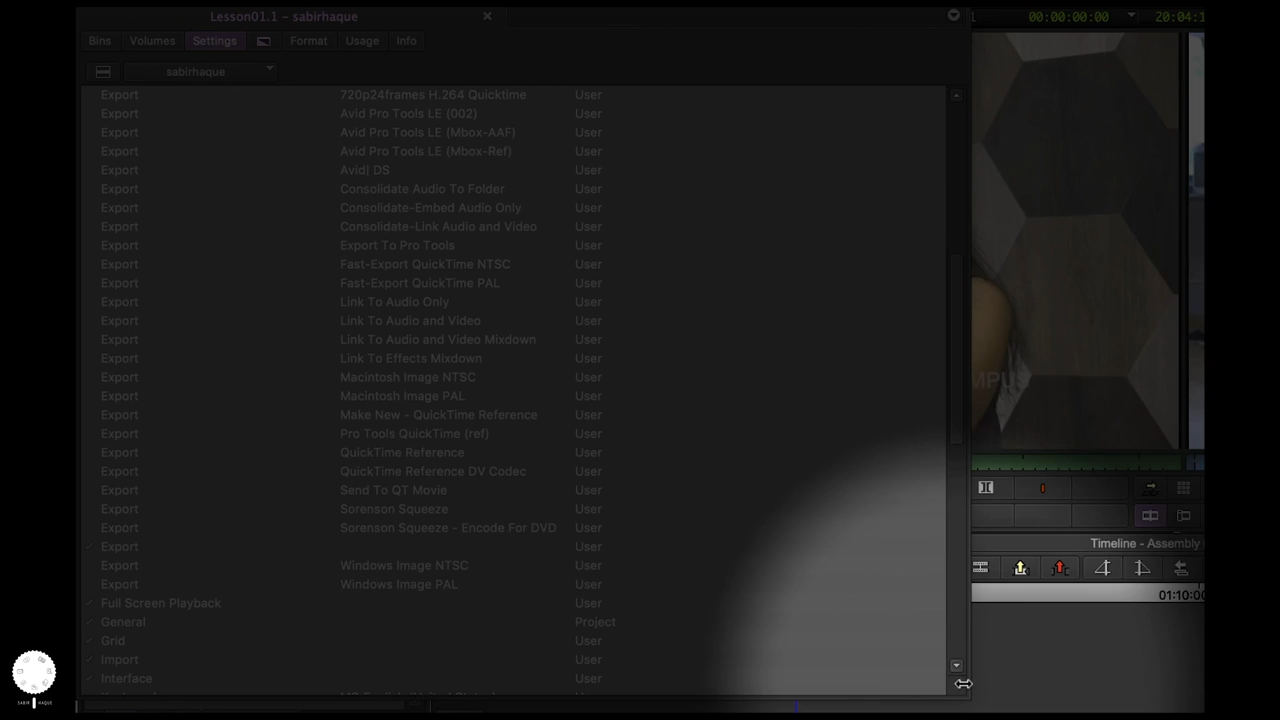 Lesson01.1 - sabirhaque
00:00:00:00
20:04:1
Bins Volumes Settings Format Usage Info
sabirhaque
Export 720p24frames H.264 Quicktime User
Export Avid Pro Tools LE (002) User
Export Avid Pro Tools LE (Mbox-AAF) User
Export Avid Pro Tools LE (Mbox-Ref) User
Export Avid| DS User
Export Consolidate Audio To Folder User
Export Consolidate-Embed Audio Only User
Export Consolidate-Link Audio and Video User
Export Export To Pro Tools User
Export Fast-Export QuickTime NTSC User
Export Fast-Export QuickTime PAL User
Export Link To Audio Only User
Export Link To Audio and Video User
Export Link To Audio and Video Mixdown User
Export Link To Effects Mixdown User
Export Macintosh Image NTSC User
Export Macintosh Image PAL User
Export Make New - QuickTime Reference User
Export Pro Tools QuickTime (ref) User
Export QuickTime Reference User
Export QuickTime Reference DV Codec User
Export Send To QT Movie User
Export Sorenson Squeeze User
Export Sorenson Squeeze - Encode For DVD User
Export User
Export Windows Image NTSC User
Export Windows Image PAL User
Full Screen Playback User
General Project
Grid User
Import User
Interface User
MPUS
Timeline - Assembly
01:10:00
SABIR HAQUE